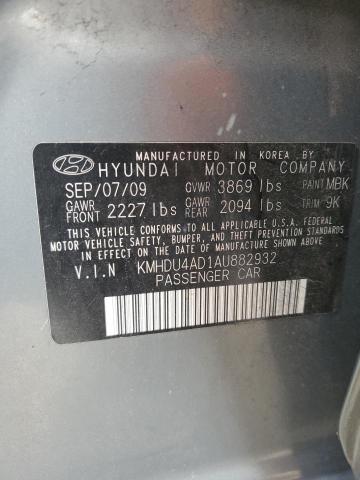 MANUFACTURED IN KOREA BY
HYUNDAI MOTOR COMPANY
SEP/07/09 GVWR 3869 lbs PAINT MBK
GAWR FRONT 2227 lbs GAWR REAR 2094 lbs TRIM 9K
THIS VEHICLE CONFORMS TO ALL APPLICABLE U.S.A. FEDERAL
MOTOR VEHICLE SAFETY, BUMPER, AND THEFT PREVENTION STANDARDS
IN EFFECT ON THE DATE OF MANUFACTURE SHOWN ABOVE.
V.I.N KMHDU4AD1AU882932
PASSENGER CAR